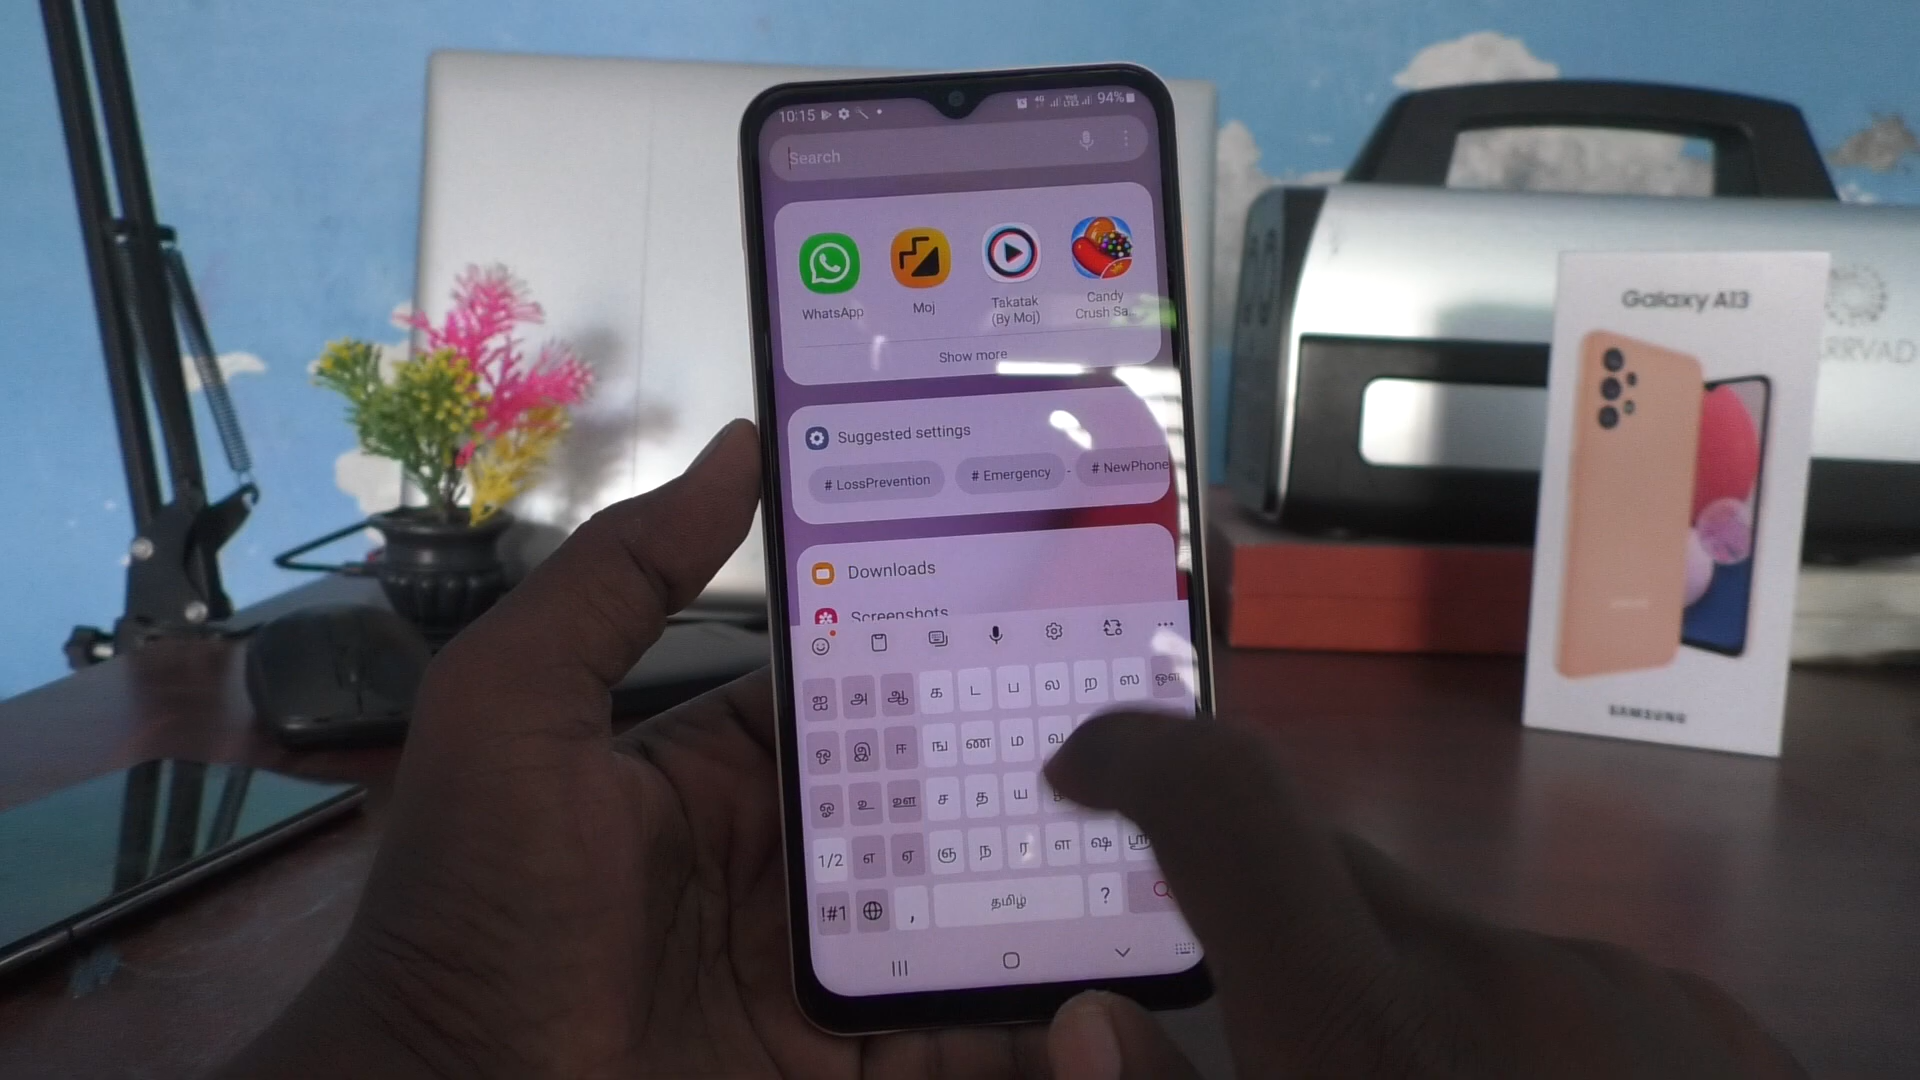 10:15
94%
Search
WhatsApp
Moj
Takatak
(By Moj)
Candy
Crush Sa...
Show more
Suggested settings
# LossPrevention
# Emergency
# NewPhone
Downloads
Screenshots
ஐ அ ஆ க ட ப ல ற ஸ ஔ
ஒ இ ஈ ங ண ம வ
ஓ உ ஊ ச த ய
1/2 எ ஏ ஞ ந ர ள ஷ ஸ்ரீ
!#1 , தமிழ் ?
Galaxy A13
SAMSUNG
RRVAD